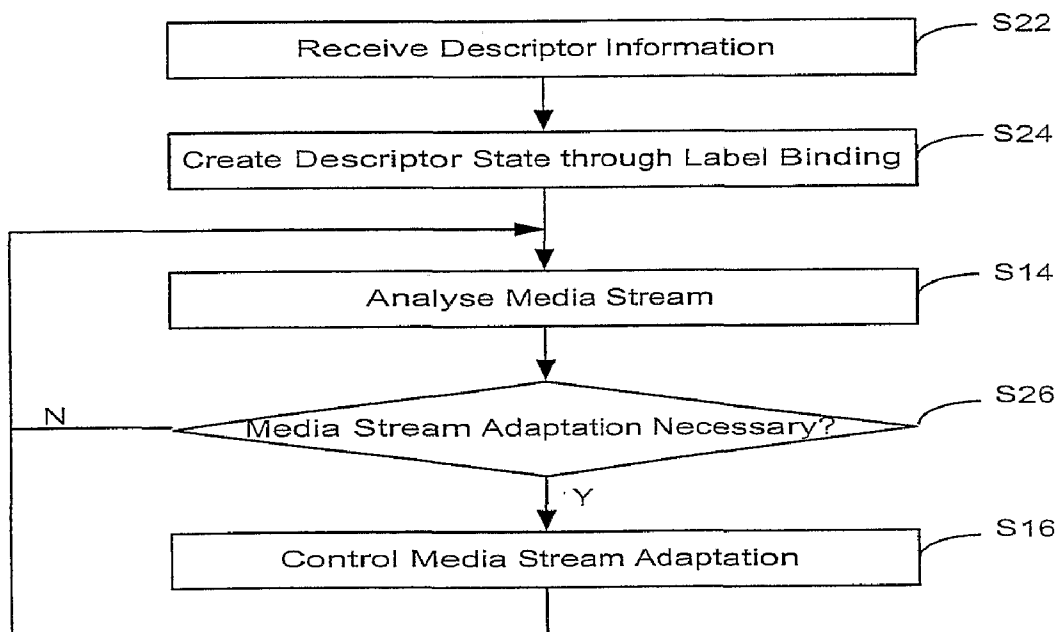 Receive Descriptor Information
S22
Create Descriptor State through Label Binding
S24
Analyse Media Stream
S14
Media Stream Adaptation Necessary?
S26
N
Y
Control Media Stream Adaptation
S16